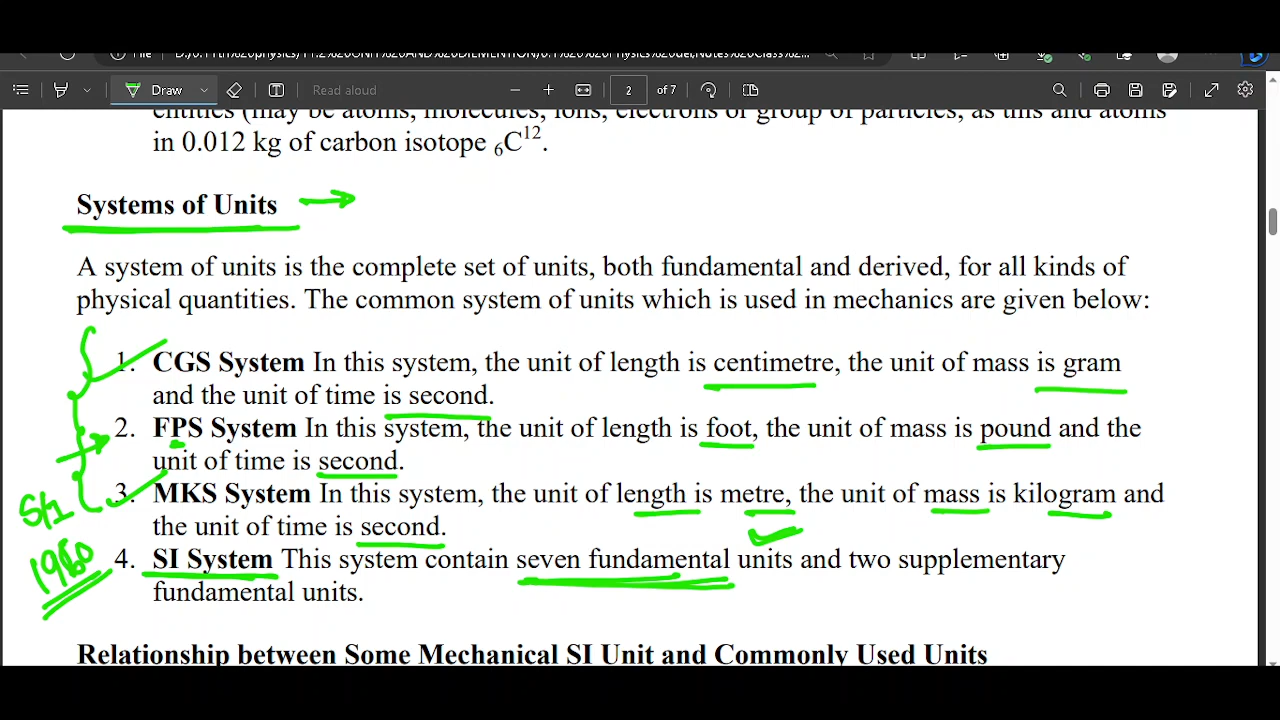 File
Draw
Read aloud
2
of 7
entities (may be atoms, molecules, ions, electrons or group of particles, as this and atoms
in 0.012 kg of carbon isotope ₆C¹².
Systems of Units
A system of units is the complete set of units, both fundamental and derived, for all kinds of
physical quantities. The common system of units which is used in mechanics are given below:
1. CGS System In this system, the unit of length is centimetre, the unit of mass is gram
and the unit of time is second.
2. FPS System In this system, the unit of length is foot, the unit of mass is pound and the
unit of time is second.
3. MKS System In this system, the unit of length is metre, the unit of mass is kilogram and
the unit of time is second.
S/1
1960
4. SI System This system contain seven fundamental units and two supplementary
fundamental units.
Relationship between Some Mechanical SI Unit and Commonly Used Units